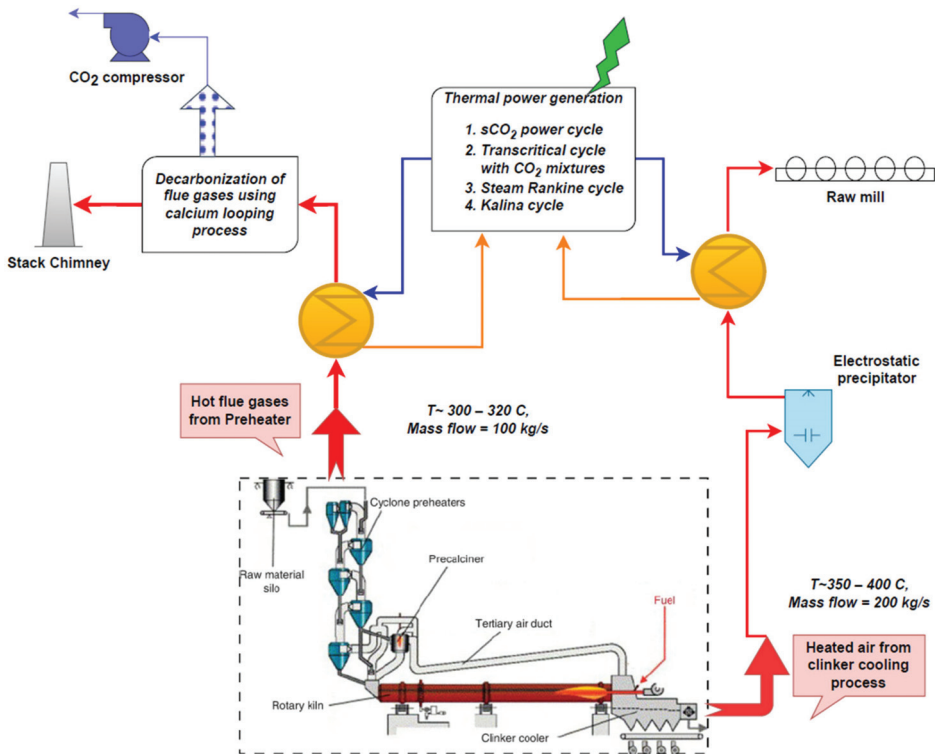 CO2 compressor
Thermal power generation
1. sCO2 power cycle
2. Transcritical cycle
with CO2 mixtures
3. Steam Rankine cycle
4. Kalina cycle
Decarbonization of
flue gases using
calcium looping
process
Stack Chimney
Raw mill
Electrostatic
precipitator
Hot flue gases
from Preheater
T~ 300 – 320 C,
Mass flow = 100 kg/s
Cyclone preheaters
Raw material
silo
Precalciner
Fuel
Tertiary air duct
Rotary kiln
Clinker cooler
T~350 – 400 C,
Mass flow = 200 kg/s
Heated air from
clinker cooling
process